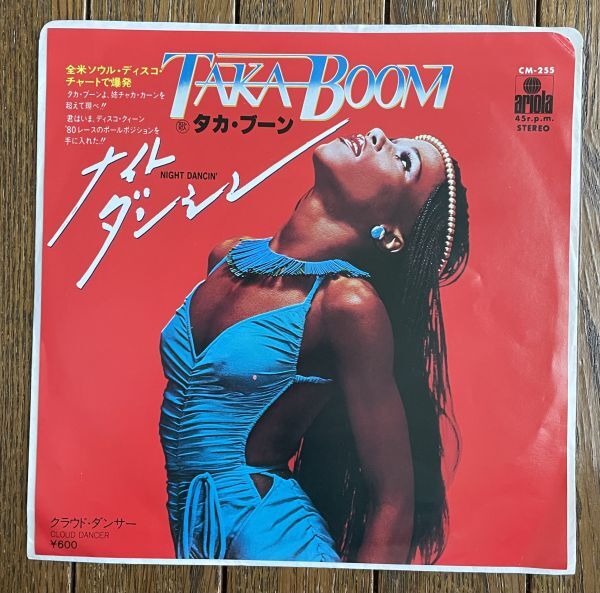 全米ソウル・ディスコ・
チャートで爆発
タカ・ブーンよ、妹チャカ・カーンを
超えて翔べ!!
君はいま、ディスコ・クィーン
'80レースのポールポジションを
手に入れた!!
TAKA BOOM
歌 タカ・ブーン
CM-255
ariola
45r.p.m.
STEREO
ナイト
NIGHT DANCIN'
ダンシン
クラウド・ダンサー
CLOUD DANCER
¥600